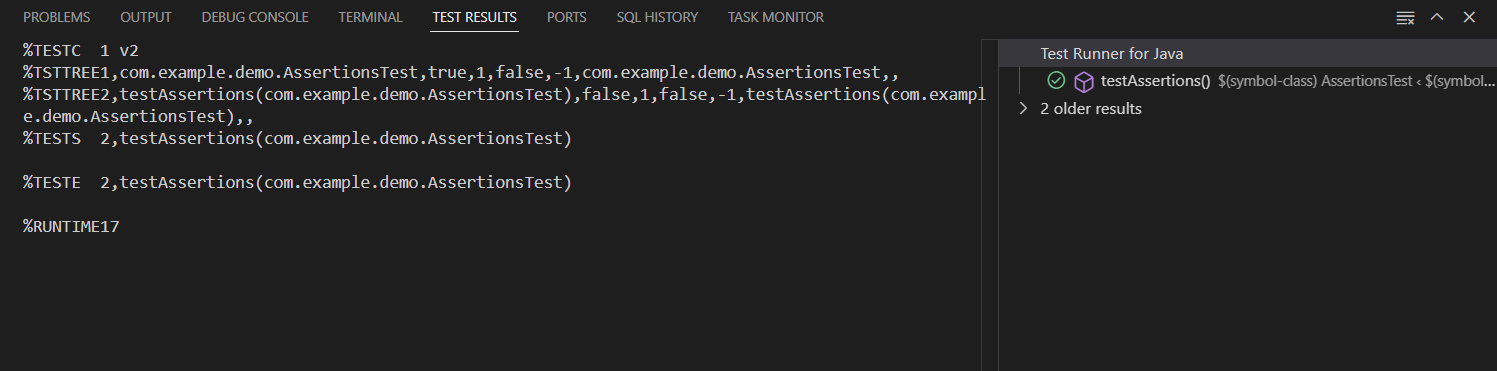 PROBLEMS OUTPUT DEBUG CONSOLE TERMINAL TEST RESULTS PORTS SQL HISTORY TASK MONITOR
%TESTC  1 v2
%TSTTREE1,com.example.demo.AssertionsTest,true,1,false,-1,com.example.demo.AssertionsTest,,
%TSTTREE2,testAssertions(com.example.demo.AssertionsTest),false,1,false,-1,testAssertions(com.exampl
e.demo.AssertionsTest),,
%TESTS  2,testAssertions(com.example.demo.AssertionsTest)
%TESTE  2,testAssertions(com.example.demo.AssertionsTest)
%RUNTIME17
Test Runner for Java
testAssertions() $(symbol-class) AssertionsTest ‹ $(symbol...
2 older results